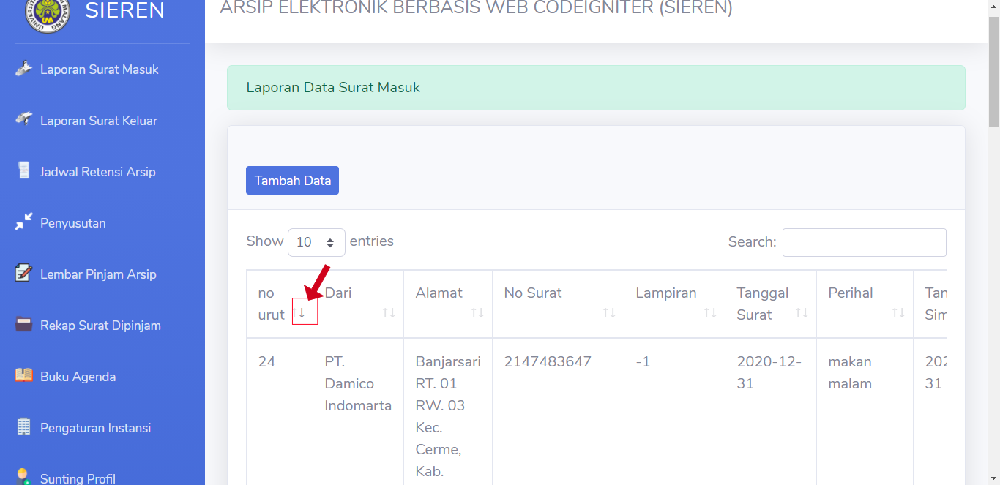 SIEREN
ARSIP ELEKTRONIK BERBASIS WEB CODEIGNITER (SIEREN)
Laporan Surat Masuk
Laporan Surat Keluar
Jadwal Retensi Arsip
Penyusutan
Lembar Pinjam Arsip
Rekap Surat Dipinjam
Buku Agenda
Pengaturan Instansi
Sunting Profil
Laporan Data Surat Masuk
Tambah Data
Show 10 entries
Search:
no
urut
Dari
Alamat
No Surat
Lampiran
Tanggal
Surat
Perihal
Tan
Sim
24
PT.
Damico
Indomarta
Banjarsari
RT. 01
RW. 03
Kec.
Cerme,
Kab.
2147483647
-1
2020-12-
31
makan
malam
202
31